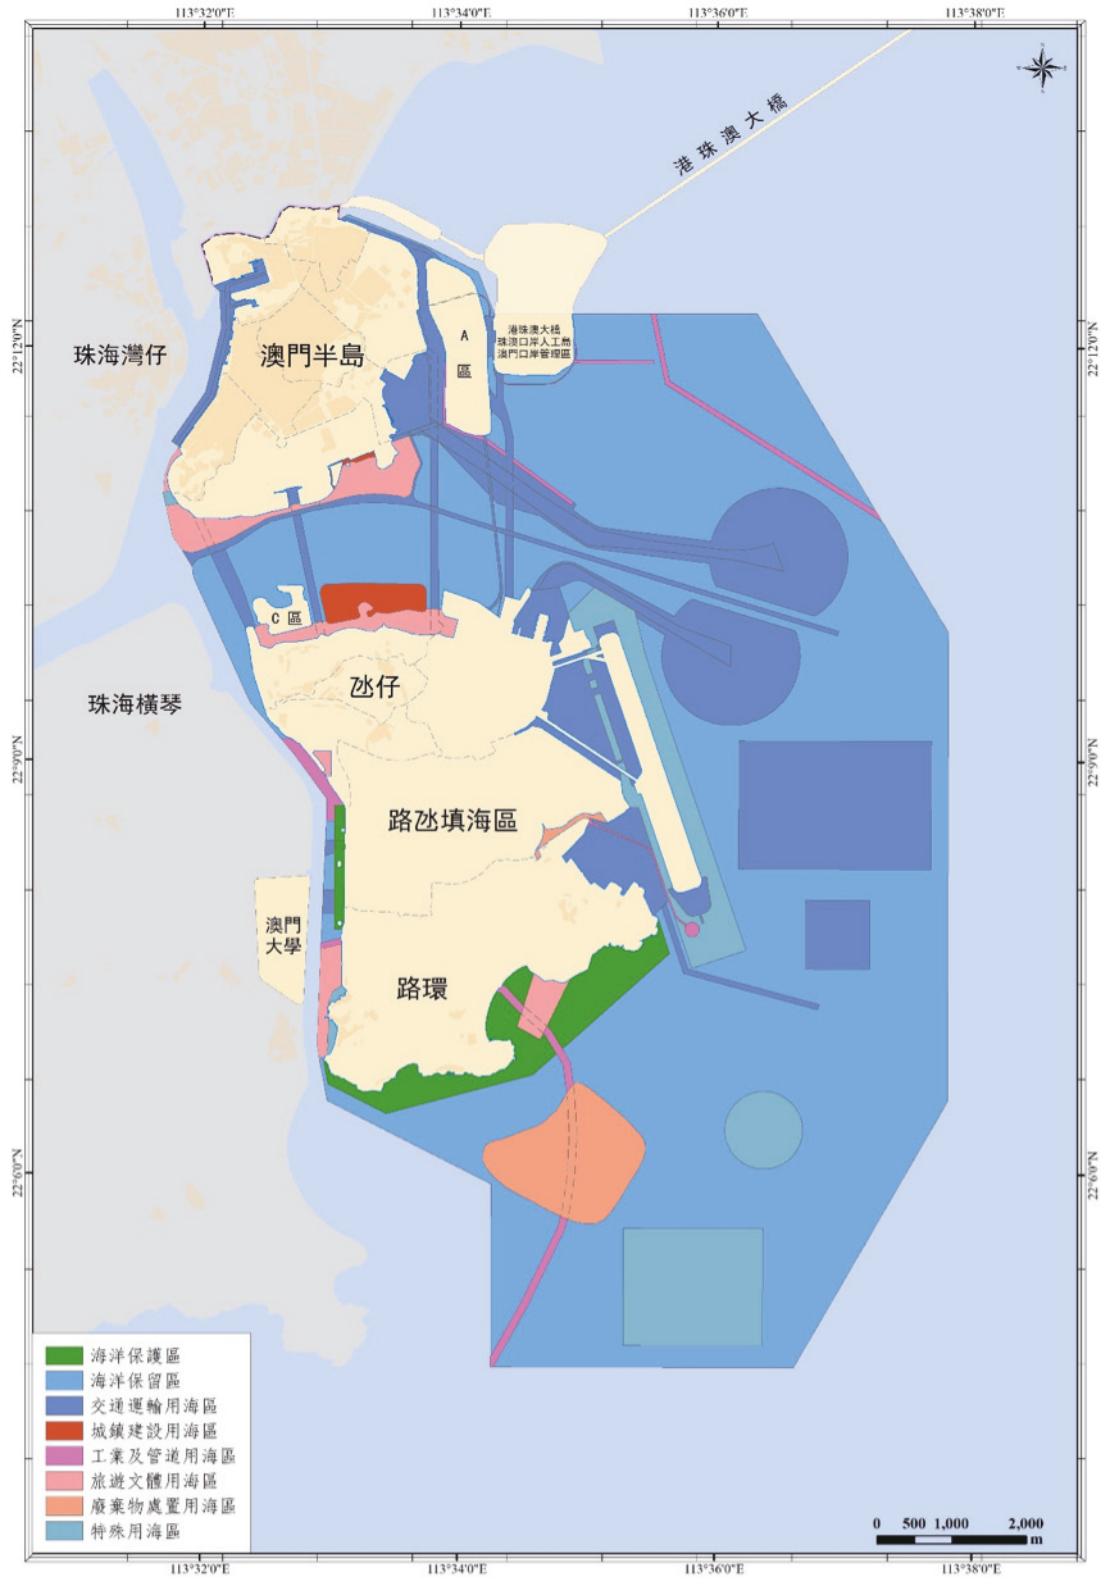 113°32'0"E
113°34'0"E
113°36'0"E
113°38'0"E
N
港珠澳大橋
22°12'0"N
22°12'0"N
珠海灣仔
澳門半島
A
區
港珠澳大橋
珠澳口岸人工島
澳門口岸管理區
C 區
氹仔
珠海橫琴
22°9'0"N
22°9'0"N
路氹填海區
澳門
大學
路環
22°6'0"N
22°6'0"N
海洋保護區
海洋保留區
交通運輸用海區
城鎮建設用海區
工業及管道用海區
旅遊文體用海區
廢棄物處置用海區
特殊用海區
0 500 1,000 2,000
m
113°32'0"E
113°34'0"E
113°36'0"E
113°38'0"E